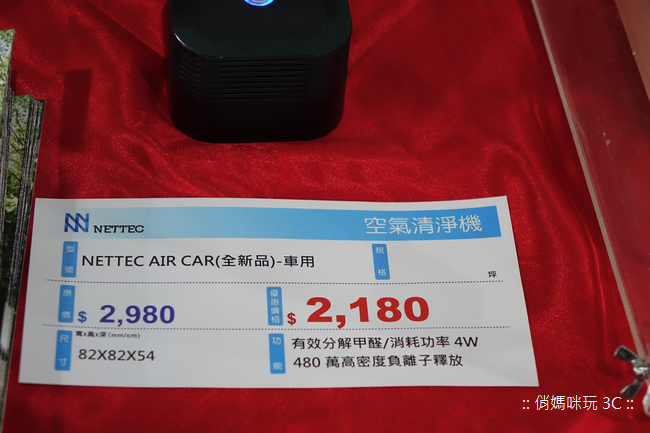 NETTEC
空氣清淨機
型號
NETTEC AIR CAR(全新品)-車用
規格
坪
原價
$ 2,980
優惠價格
$ 2,180
尺寸
寬x高x深(mm/cm)
82X82X54
功能
有效分解甲醛/消耗功率 4W
480 萬高密度負離子釋放
:: 俏媽咪玩 3C ::